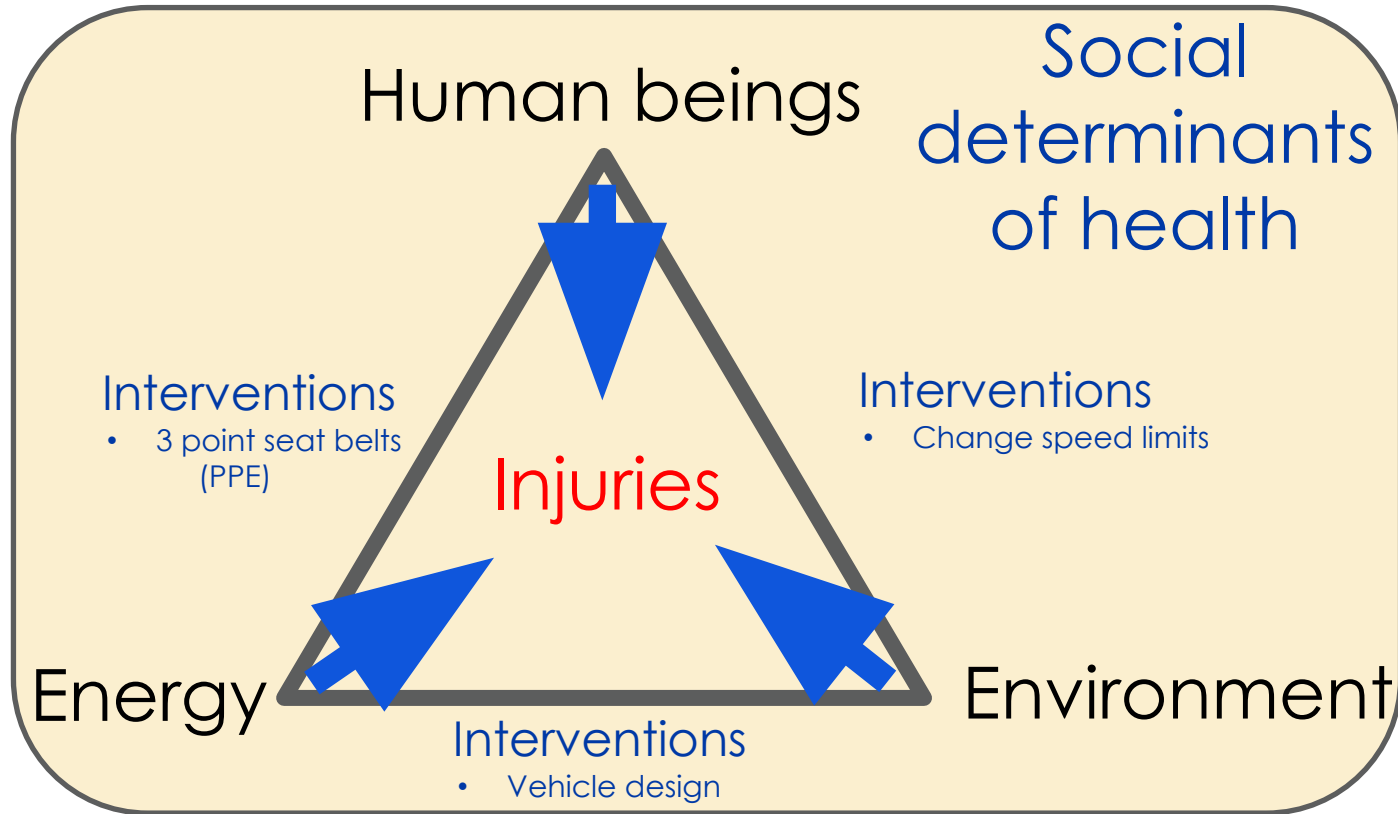 Social
determinants
of health
Human beings
Interventions
• 3 point seat belts
(PPE)
Interventions
• Change speed limits
Injuries
Energy
Environment
Interventions
• Vehicle design